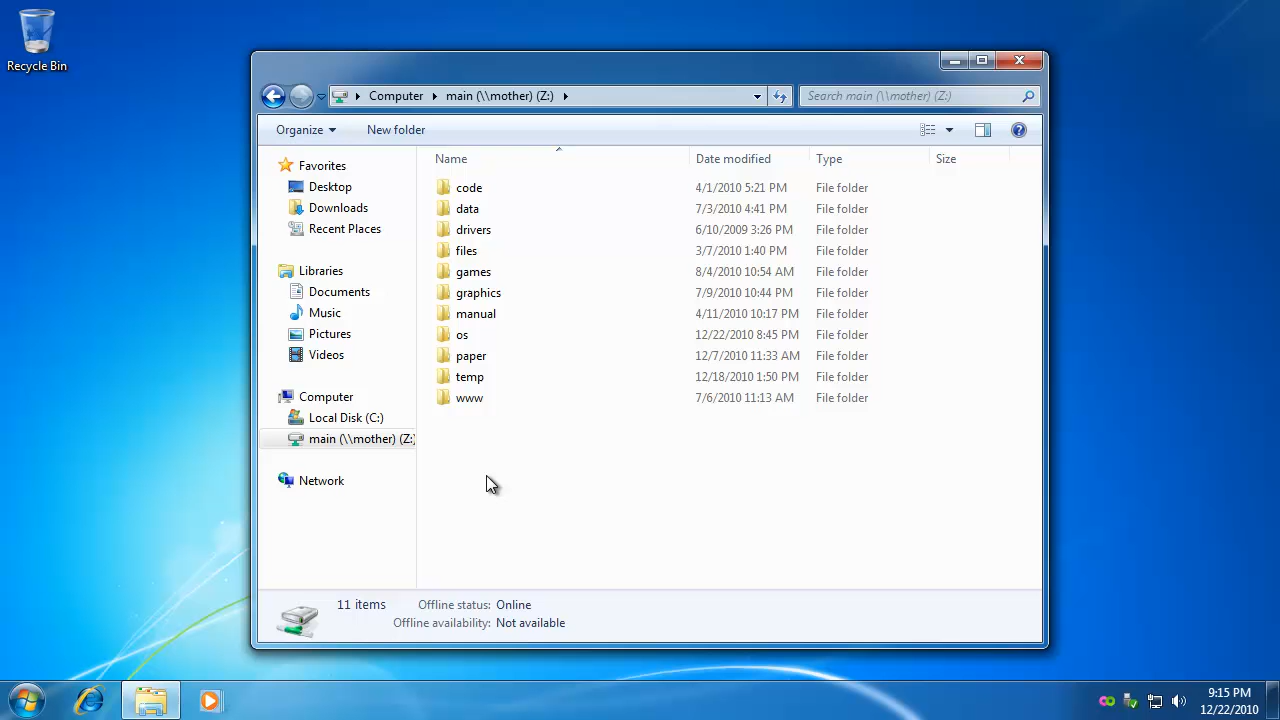 Recycle Bin
Computer main (\\mother) (Z:)
Search main (\\mother) (Z:)
Organize New folder
Name Date modified Type Size
Favorites
Desktop
Downloads
Recent Places
Libraries
Documents
Music
Pictures
Videos
Computer
Local Disk (C:)
main (\\mother) (Z:)
Network
code 4/1/2010 5:21 PM File folder
data 7/3/2010 4:41 PM File folder
drivers 6/10/2009 3:26 PM File folder
files 3/7/2010 1:40 PM File folder
games 8/4/2010 10:54 AM File folder
graphics 7/9/2010 10:44 PM File folder
manual 4/11/2010 10:17 PM File folder
os 12/22/2010 8:45 PM File folder
paper 12/7/2010 11:33 AM File folder
temp 12/18/2010 1:50 PM File folder
www 7/6/2010 11:13 AM File folder
11 items Offline status: Online
Offline availability: Not available
9:15 PM
12/22/2010